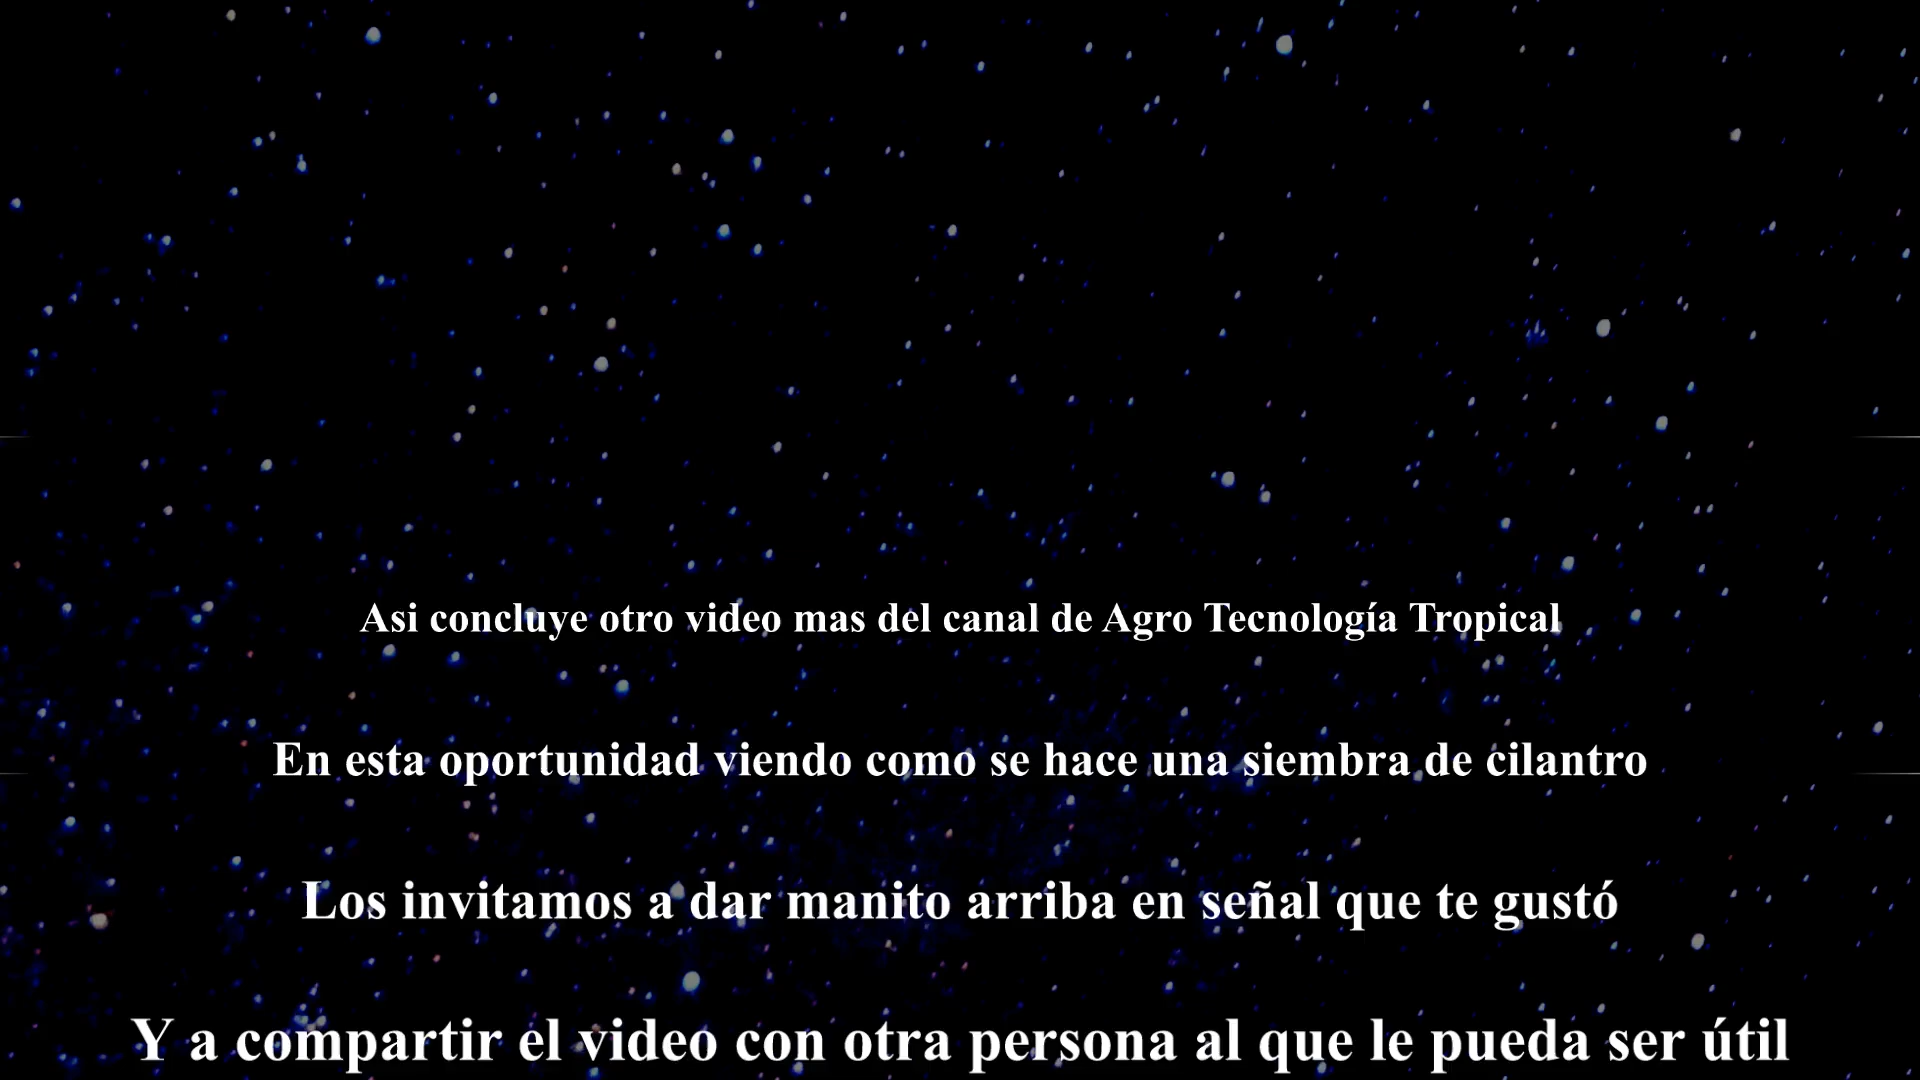 Asi concluye otro video mas del canal de Agro Tecnología Tropical
En esta oportunidad viendo como se hace una siembra de cilantro
Los invitamos a dar manito arriba en señal que te gustó
Y a compartir el video con otra persona al que le pueda ser útil